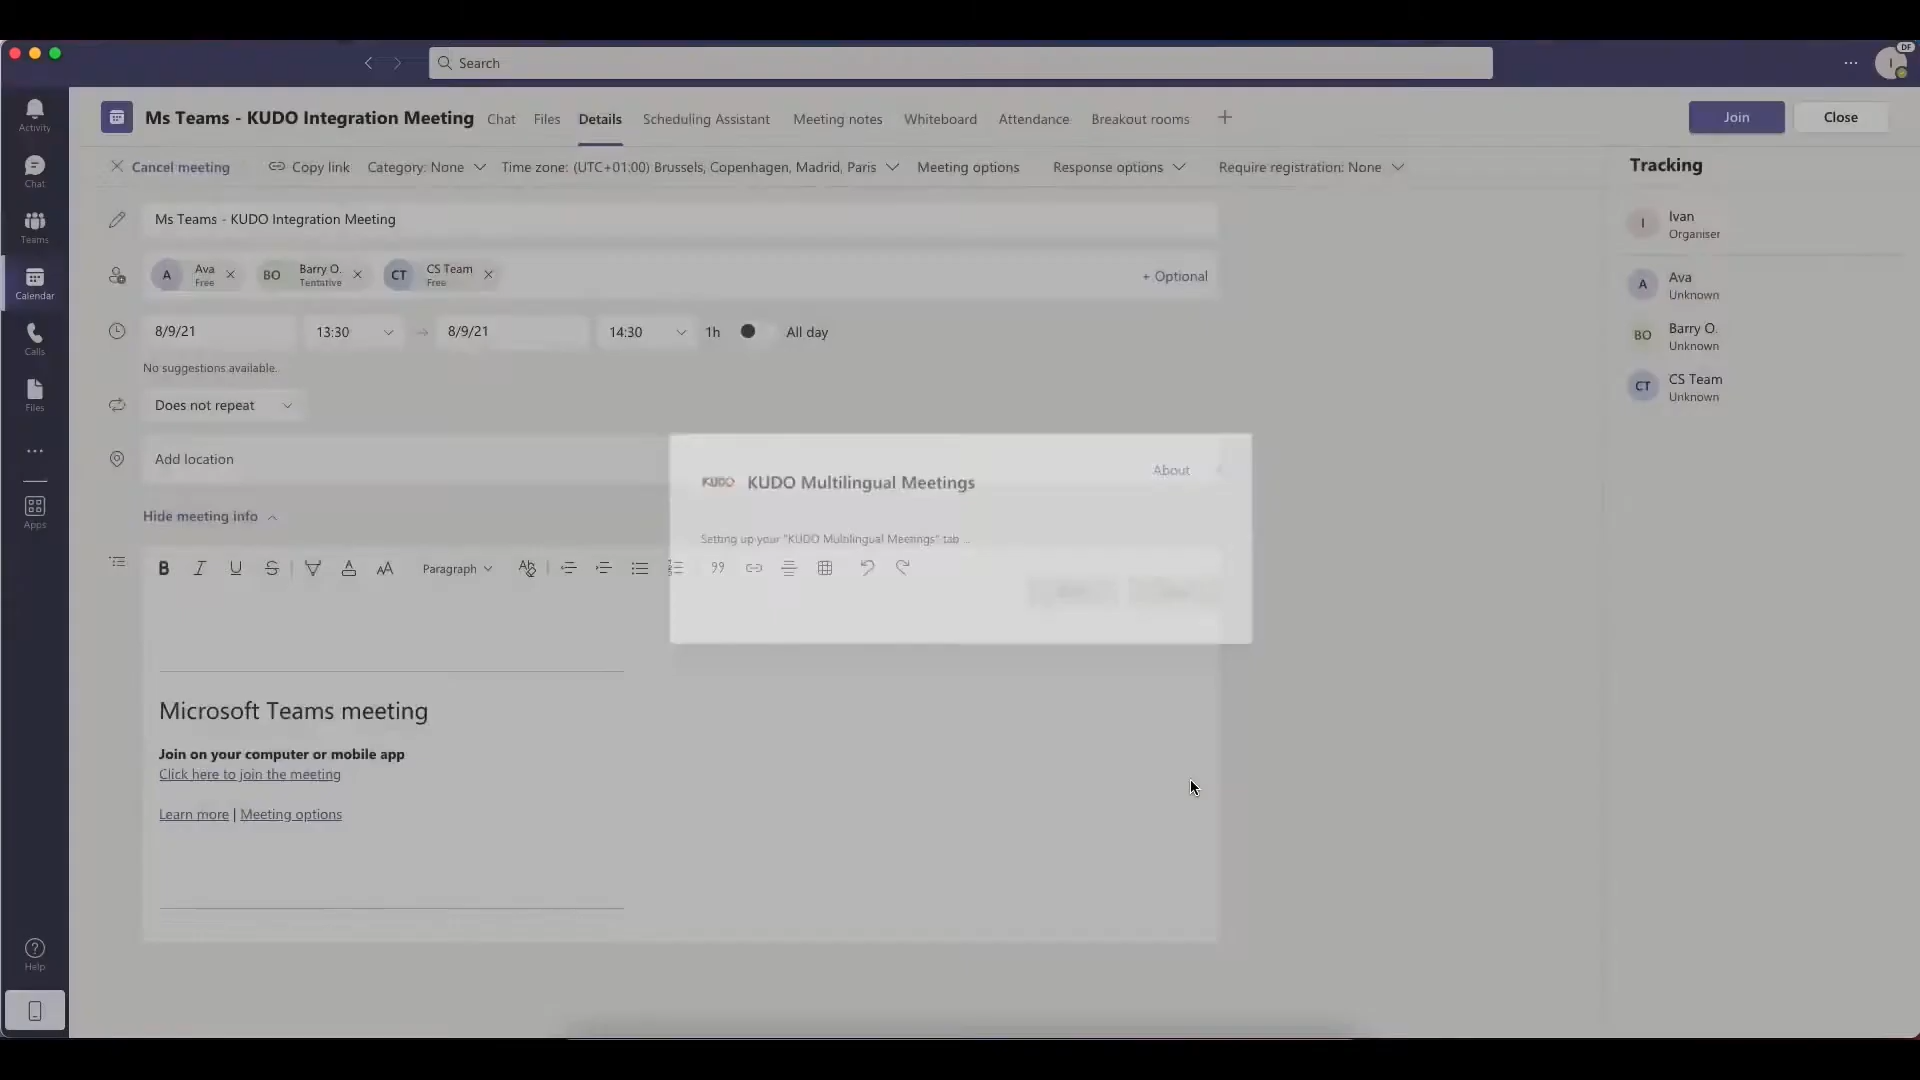 DF
Search
I
Activity
Chat
Teams
Calendar
Calls
Files
Apps
Help
Ms Teams - KUDO Integration Meeting
Chat
Files
Details
Scheduling Assistant
Meeting notes
Whiteboard
Attendance
Breakout rooms
Join
Close
Cancel meeting
Copy link
Category: None
Time zone: (UTC+01:00) Brussels, Copenhagen, Madrid, Paris
Meeting options
Response options
Require registration: None
Ms Teams - KUDO Integration Meeting
A Ava
Free
BO Barry O.
Tentative
CT CS Team
Free
+ Optional
8/9/21 13:30 → 8/9/21 14:30 1h All day
No suggestions available.
Does not repeat
Add location
Hide meeting info
B I U S A AA Paragraph
KUDO KUDO Multilingual Meetings
About
Setting up your "KUDO Multilingual Meetings" tab ...
Microsoft Teams meeting
Join on your computer or mobile app
Click here to join the meeting
Learn more | Meeting options
Tracking
I Ivan
Organiser
A Ava
Unknown
BO Barry O.
Unknown
CT CS Team
Unknown